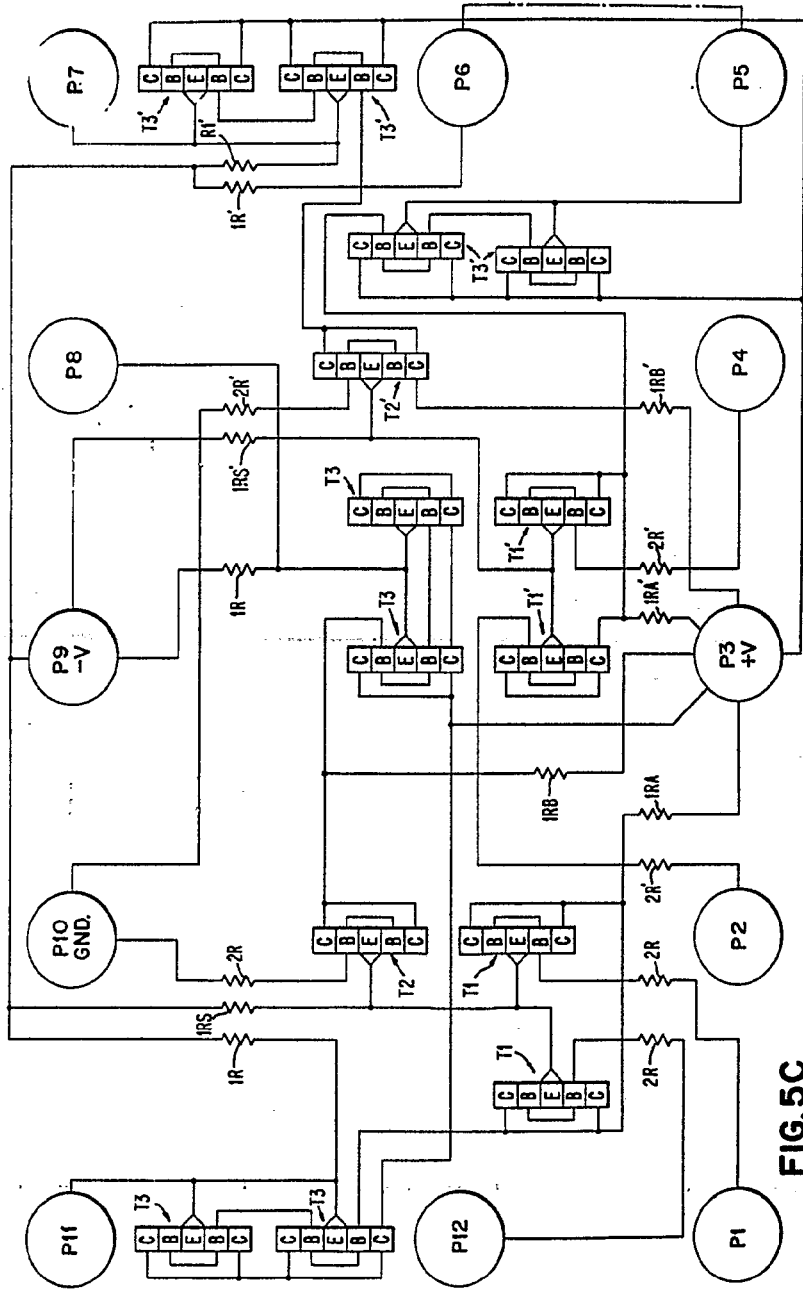 P11
T3
C
B
E
B
C
T3
C
B
E
B
C
P12
P1
FIG. 5C
1R
1RS
2R
P10
GND.
T2
C
B
E
B
C
T1
C
B
E
B
C
T1
C
B
E
B
C
2R
2R
2R'
P2
1RA
1RB
P9
-V
1R
1RS'
2R'
P8
T3
C
B
E
B
C
T3
C
B
E
B
C
T1'
C
B
E
B
C
T1'
C
B
E
B
C
P3
+V
1RA'
2R'
1RB'
P4
T2'
C
B
E
B
C
T3'
C
B
E
B
C
C
B
E
B
C
1R'
R1'
P7
T3'
C
B
E
B
C
T3'
C
B
E
B
C
P6
P5